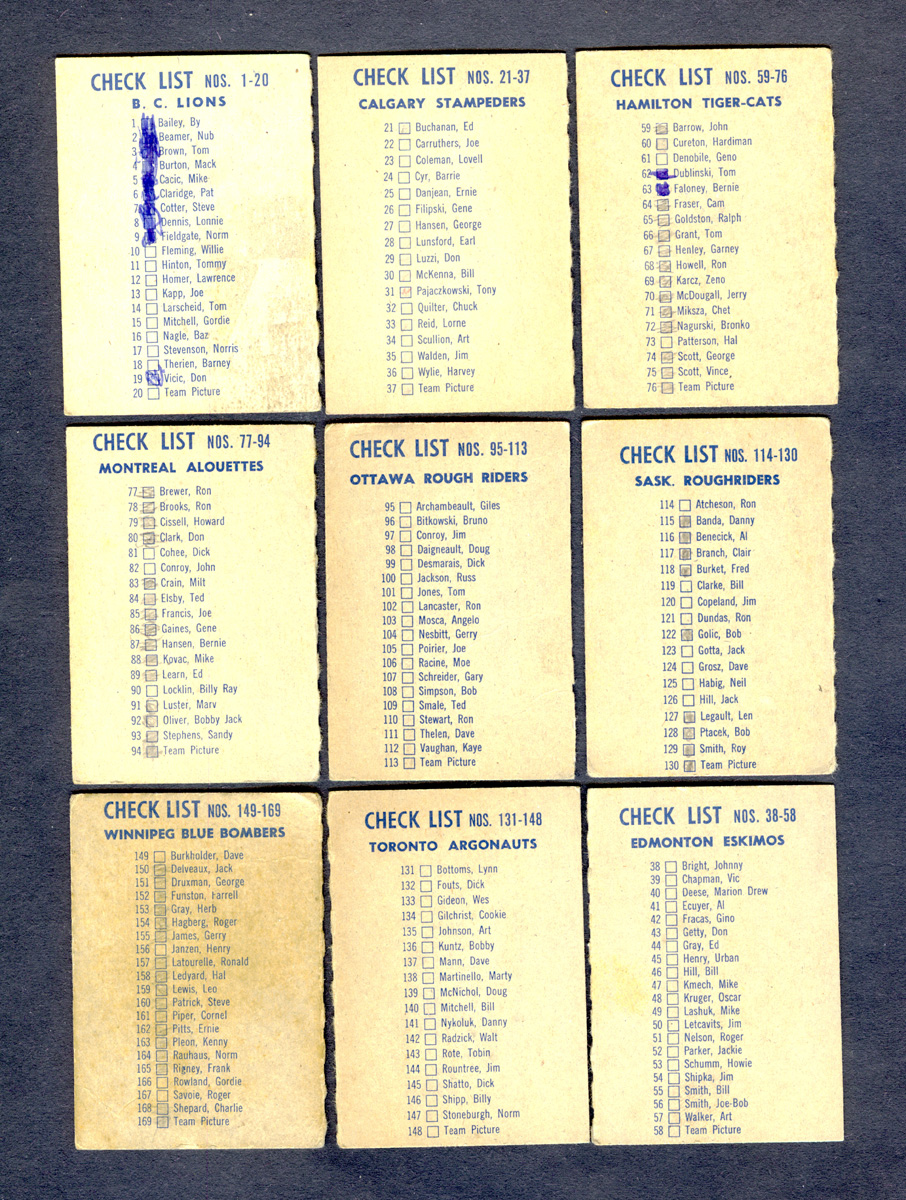 CHECK LIST NOS. 1-20
B. C. LIONS
1 Bailey, By
2 Beamer, Nub
3 Brown, Tom
4 Burton, Mack
5 Cacic, Mike
6 Claridge, Pat
7 Cotter, Steve
8 Dennis, Lonnie
9 Fieldgate, Norm
10 Fleming, Willie
11 Hinton, Tommy
12 Homer, Lawrence
13 Kapp, Joe
14 Larscheid, Tom
15 Mitchell, Gordie
16 Nagle, Baz
17 Stevenson, Norris
18 Therien, Barney
19 Vicic, Don
20 Team Picture
CHECK LIST NOS. 21-37
CALGARY STAMPEDERS
21 Buchanan, Ed
22 Carruthers, Joe
23 Coleman, Lovell
24 Cyr, Barrie
25 Danjean, Ernie
26 Filipski, Gene
27 Hansen, George
28 Lunsford, Earl
29 Luzzi, Don
30 McKenna, Bill
31 Pajaczkowski, Tony
32 Quilter, Chuck
33 Reid, Lorne
34 Scullion, Art
35 Walden, Jim
36 Wylie, Harvey
37 Team Picture
CHECK LIST NOS. 59-76
HAMILTON TIGER-CATS
59 Barrow, John
60 Cureton, Hardiman
61 Denobile, Geno
62 Dublinski, Tom
63 Faloney, Bernie
64 Fraser, Cam
65 Goldston, Ralph
66 Grant, Tom
67 Henley, Garney
68 Howell, Ron
69 Karcz, Zeno
70 McDougall, Jerry
71 Miksza, Chet
72 Nagurski, Bronko
73 Patterson, Hal
74 Scott, George
75 Scott, Vince
76 Team Picture
CHECK LIST NOS. 77-94
MONTREAL ALOUETTES
77 Brewer, Ron
78 Brooks, Ron
79 Cissell, Howard
80 Clark, Don
81 Cohee, Dick
82 Conroy, John
83 Crain, Milt
84 Elsby, Ted
85 Francis, Joe
86 Gaines, Gene
87 Hansen, Bernie
88 Kovac, Mike
89 Learn, Ed
90 Locklin, Billy Ray
91 Luster, Marv
92 Oliver, Bobby Jack
93 Stephens, Sandy
94 Team Picture
CHECK LIST NOS. 95-113
OTTAWA ROUGH RIDERS
95 Archambeault, Giles
96 Bitkowski, Bruno
97 Conroy, Jim
98 Daigneault, Doug
99 Desmarais, Dick
100 Jackson, Russ
101 Jones, Tom
102 Lancaster, Ron
103 Mosca, Angelo
104 Nesbitt, Gerry
105 Poirier, Joe
106 Racine, Moe
107 Schreider, Gary
108 Simpson, Bob
109 Smale, Ted
110 Stewart, Ron
111 Thelen, Dave
112 Vaughan, Kaye
113 Team Picture
CHECK LIST NOS. 114-130
SASK. ROUGHRIDERS
114 Atcheson, Ron
115 Banda, Danny
116 Benecick, Al
117 Branch, Clair
118 Burket, Fred
119 Clarke, Bill
120 Copeland, Jim
121 Dundas, Ron
122 Golic, Bob
123 Gotta, Jack
124 Grosz, Dave
125 Habig, Neil
126 Hill, Jack
127 Legault, Len
128 Ptacek, Bob
129 Smith, Roy
130 Team Picture
CHECK LIST NOS. 149-169
WINNIPEG BLUE BOMBERS
149 Burkholder, Dave
150 Delveaux, Jack
151 Druxman, George
152 Funston, Farrell
153 Gray, Herb
154 Hagberg, Roger
155 James, Gerry
156 Janzen, Henry
157 Latourelle, Ronald
158 Ledyard, Hal
159 Lewis, Leo
160 Patrick, Steve
161 Piper, Cornel
162 Pitts, Ernie
163 Pleon, Kenny
164 Rauhaus, Norm
165 Rigney, Frank
166 Rowland, Gordie
167 Savoie, Roger
168 Shepard, Charlie
169 Team Picture
CHECK LIST NOS. 131-148
TORONTO ARGONAUTS
131 Bottoms, Lynn
132 Fouts, Dick
133 Gideon, Wes
134 Gilchrist, Cookie
135 Johnson, Art
136 Kuntz, Bobby
137 Mann, Dave
138 Martinello, Marty
139 McNichol, Doug
140 Mitchell, Bill
141 Nykoluk, Danny
142 Radzick, Walt
143 Rote, Tobin
144 Rountree, Jim
145 Shatto, Dick
146 Shipp, Billy
147 Stoneburgh, Norm
148 Team Picture
CHECK LIST NOS. 38-58
EDMONTON ESKIMOS
38 Bright, Johnny
39 Chapman, Vic
40 Deese, Marion Drew
41 Ecuyer, Al
42 Fracas, Gino
43 Getty, Don
44 Gray, Ed
45 Henry, Urban
46 Hill, Bill
47 Kmech, Mike
48 Kruger, Oscar
49 Lashuk, Mike
50 Letcavits, Jim
51 Nelson, Roger
52 Parker, Jackie
53 Schumm, Howie
54 Shipka, Jim
55 Smith, Bill
56 Smith, Joe-Bob
57 Walker, Art
58 Team Picture